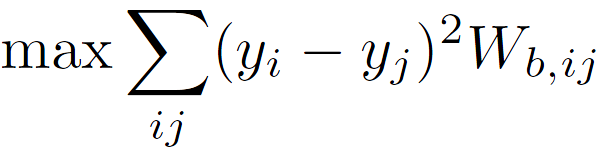 max ∑_{ij} (y_i − y_j)^2 W_{b,ij}